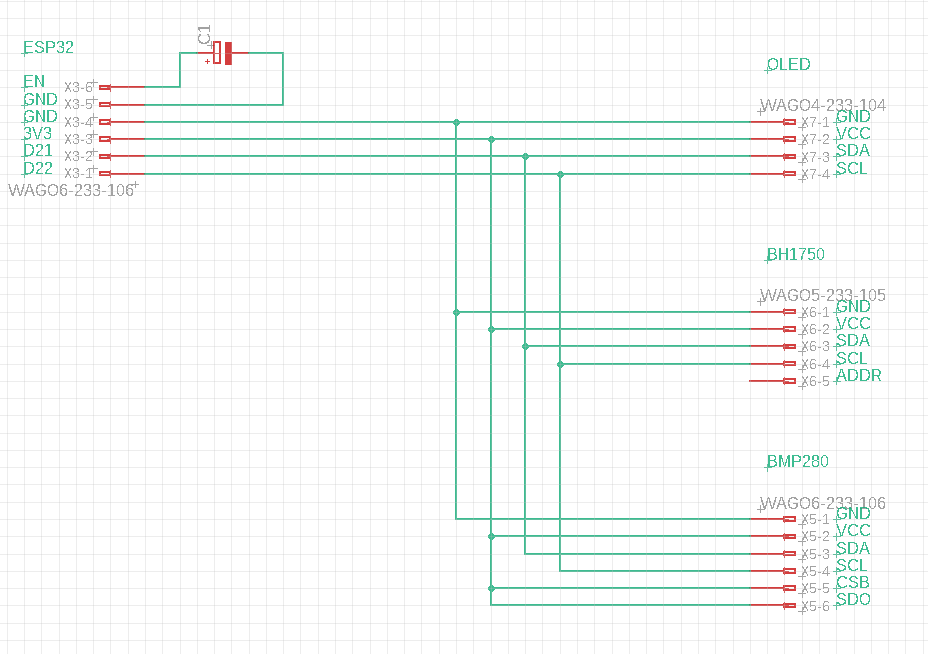 C1
+
ESP32
EN X3-6
GND X3-5
GND X3-4
3V3 X3-3
D21 X3-2
D22 X3-1
WAGO6-233-106
OLED
WAGO4-233-104
X7-1 GND
X7-2 VCC
X7-3 SDA
X7-4 SCL
BH1750
WAGO5-233-105
X6-1 GND
X6-2 VCC
X6-3 SDA
X6-4 SCL
X6-5 ADDR
BMP280
WAGO6-233-106
X5-1 GND
X5-2 VCC
X5-3 SDA
X5-4 SCL
X5-5 CSB
X5-6 SDO